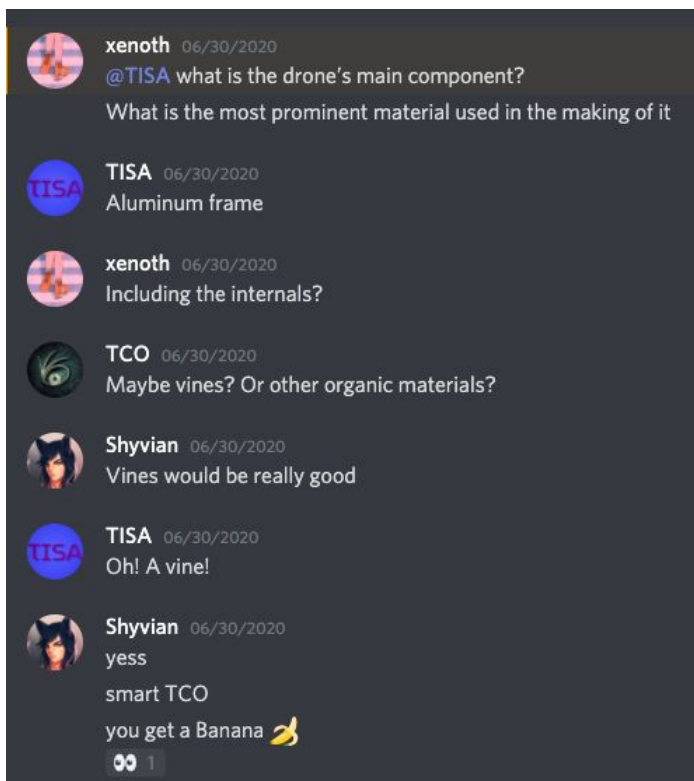 xenoth 06/30/2020
@TISA what is the drone's main component?
What is the most prominent material used in the making of it
TISA
TISA 06/30/2020
Aluminum frame
xenoth 06/30/2020
Including the internals?
TCO 06/30/2020
Maybe vines? Or other organic materials?
Shyvian 06/30/2020
Vines would be really good
TISA
TISA 06/30/2020
Oh! A vine!
Shyvian 06/30/2020
yess
smart TCO
you get a Banana 🍌
👀 1